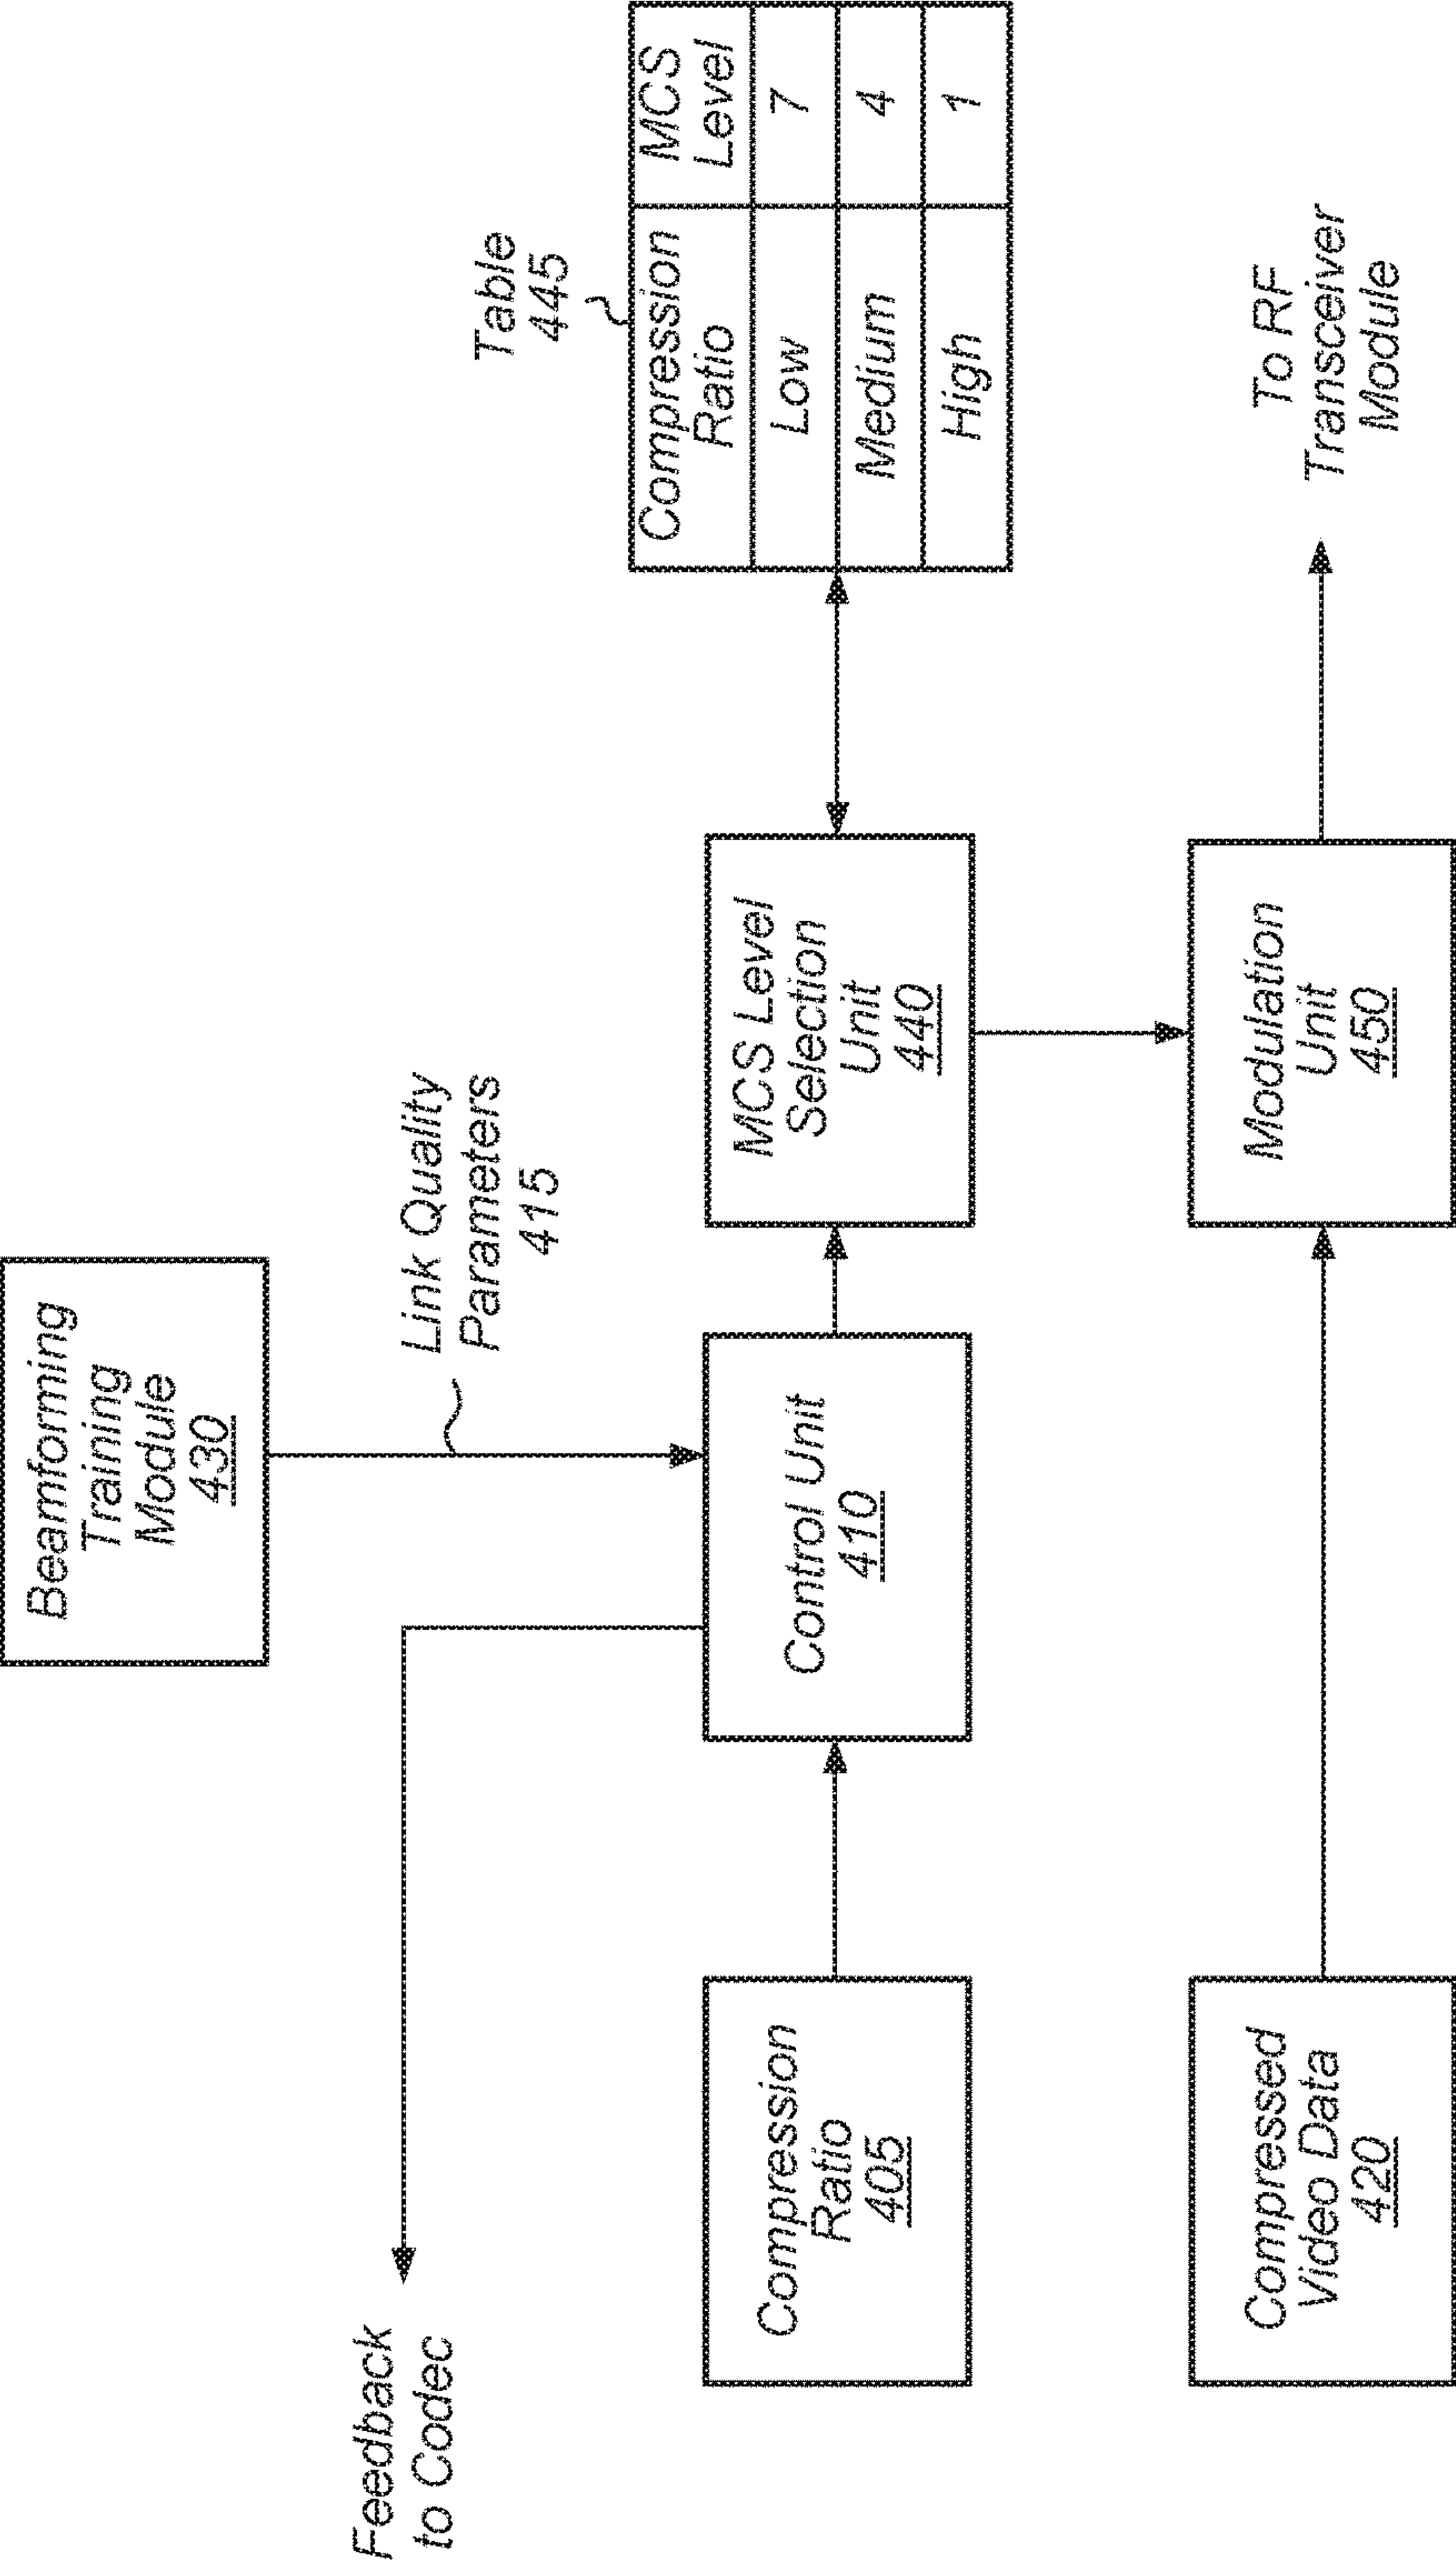 Beamforming
Training
Module
430
Link Quality
Parameters
415
Feedback
to Codec
Table
445
Compression
Ratio
MCS
Level
Low
7
Medium
4
High
1
Compression
Ratio
405
Control Unit
410
MCS Level
Selection
Unit
440
Compressed
Video Data
420
Modulation
Unit
450
To RF
Transceiver
Module